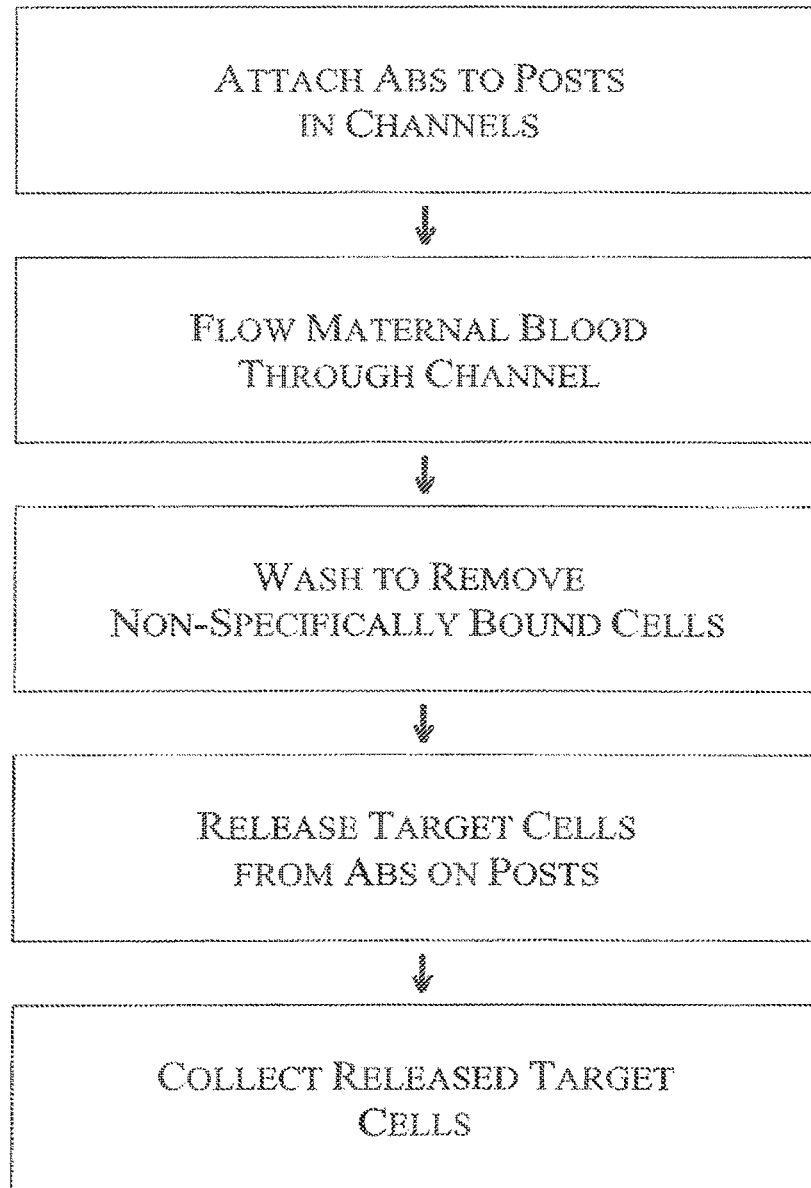 ATTACH ABS TO POSTS
IN CHANNELS
FLOW MATERNAL BLOOD
THROUGH CHANNEL
WASH TO REMOVE
NON-SPECIFICALLY BOUND CELLS
RELEASE TARGET CELLS
FROM ABS ON POSTS
COLLECT RELEASED TARGET
CELLS